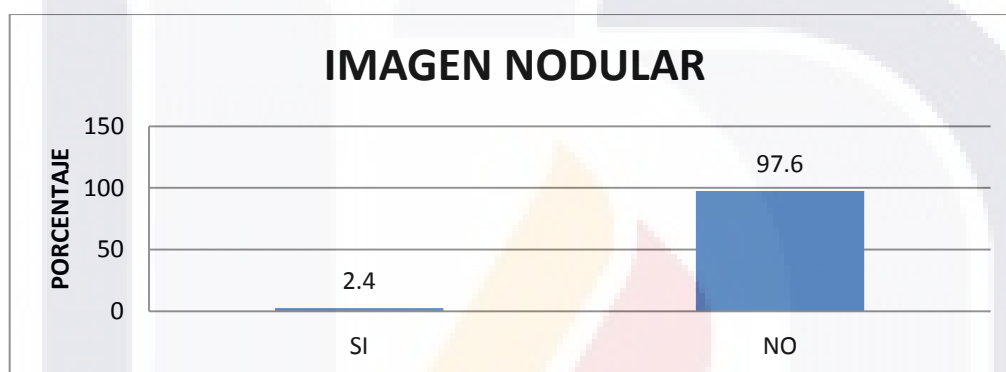 IMAGEN NODULAR
PORCENTAJE
150
100
50
0
2.4
97.6
SI
NO